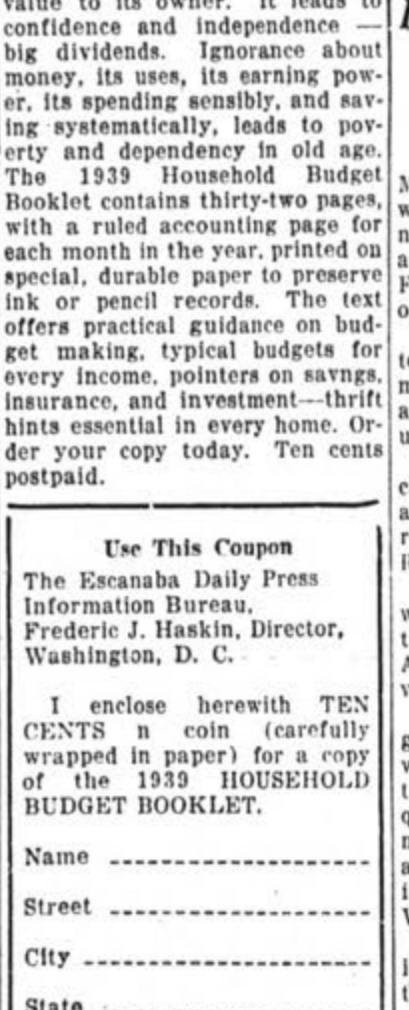 value to its owner. It leads to
confidence and independence —
big dividends. Ignorance about
money, its uses, its earning pow-
er, its spending sensibly, and sav-
ing systematically, leads to pov-
erty and dependency in old age.
The 1939 Household Budget
Booklet contains thirty-two pages,
with a ruled accounting page for
each month in the year, printed on
special, durable paper to preserve
ink or pencil records. The text
offers practical guidance on bud-
get making, typical budgets for
every income, pointers on savngs,
insurance, and investment—thrift
hints essential in every home. Or-
der your copy today. Ten cents
postpaid.
Use This Coupon
The Escanaba Daily Press
Information Bureau,
Frederic J. Haskin, Director,
Washington, D. C.
I enclose herewith TEN
CENTS n coin (carefully
wrapped in paper) for a copy
of the 1939 HOUSEHOLD
BUDGET BOOKLET.
Name
Street
City
State